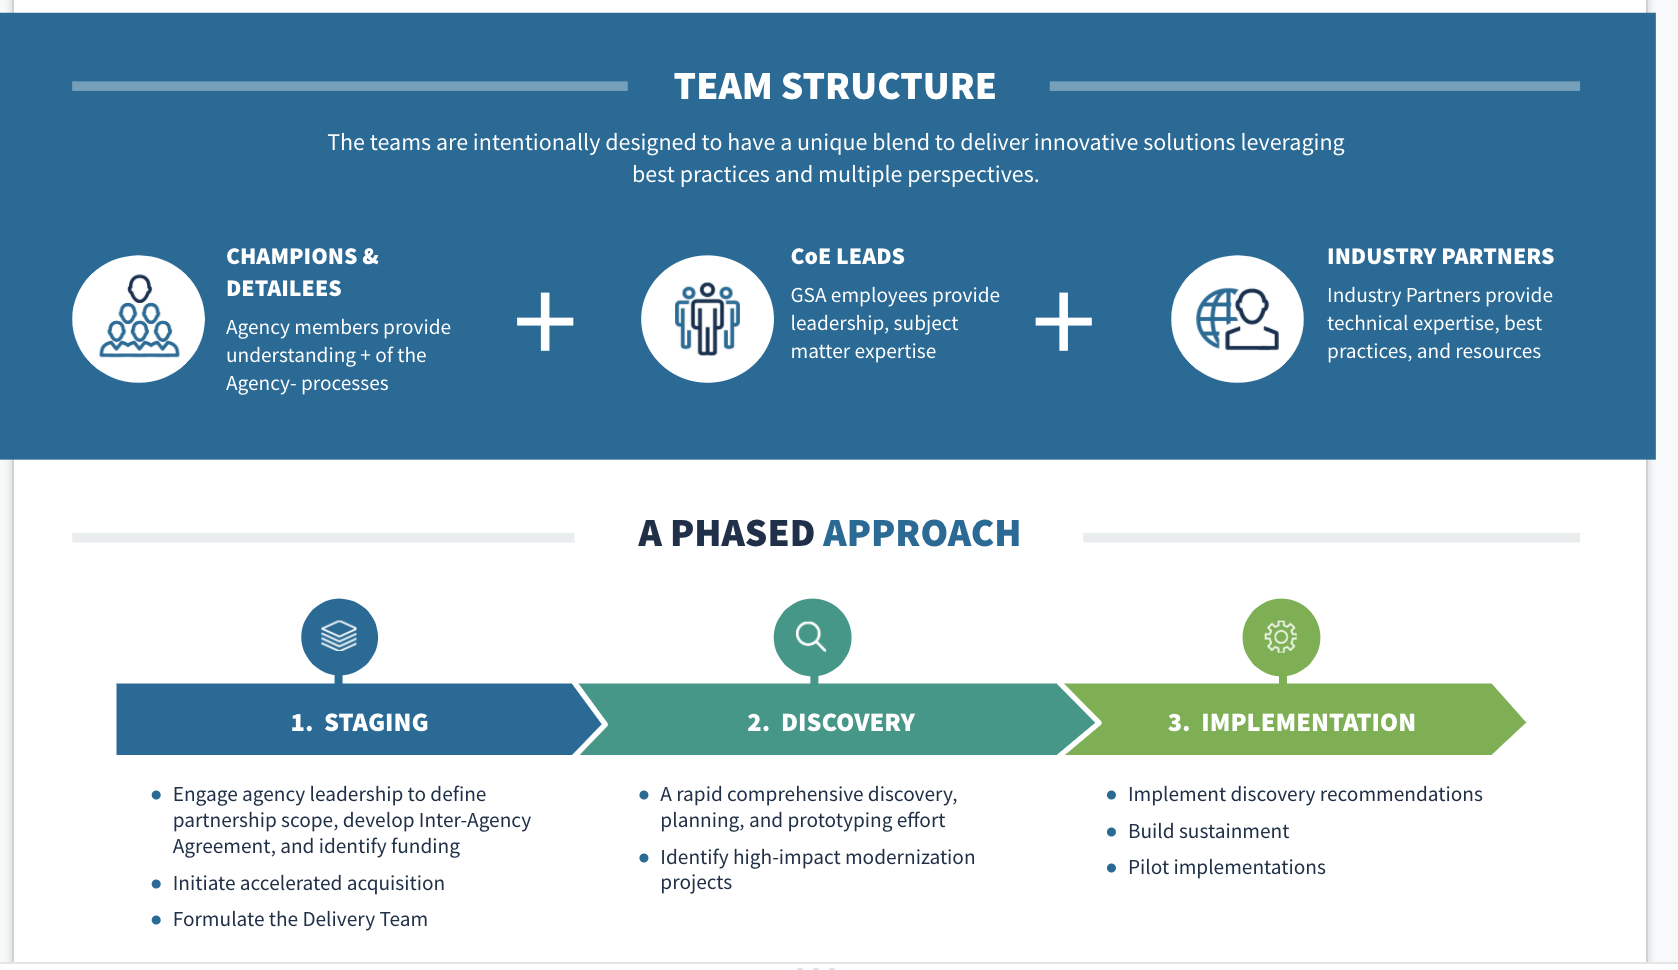 TEAM STRUCTURE
The teams are intentionally designed to have a unique blend to deliver innovative solutions leveraging
best practices and multiple perspectives.
CHAMPIONS &
DETAILEES
Agency members provide
understanding + of the
Agency- processes
CoE LEADS
GSA employees provide
leadership, subject
matter expertise
INDUSTRY PARTNERS
Industry Partners provide
technical expertise, best
practices, and resources
A PHASED APPROACH
1. STAGING
2. DISCOVERY
3. IMPLEMENTATION
Engage agency leadership to define
partnership scope, develop Inter-Agency
Agreement, and identify funding
Initiate accelerated acquisition
Formulate the Delivery Team
A rapid comprehensive discovery,
planning, and prototyping effort
Identify high-impact modernization
projects
Implement discovery recommendations
Build sustainment
Pilot implementations